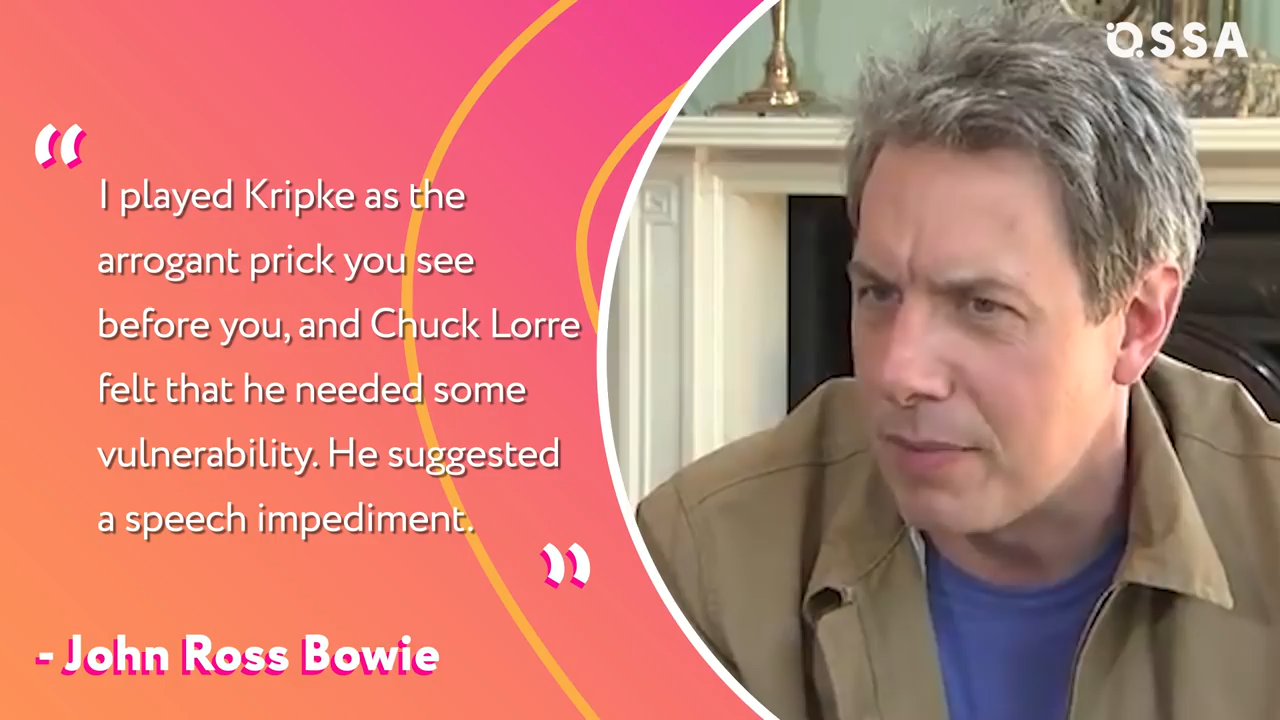 OSSA
“
I played Kripke as the
arrogant prick you see
before you, and Chuck Lorre
felt that he needed some
vulnerability. He suggested
a speech impediment.
”
- John Ross Bowie